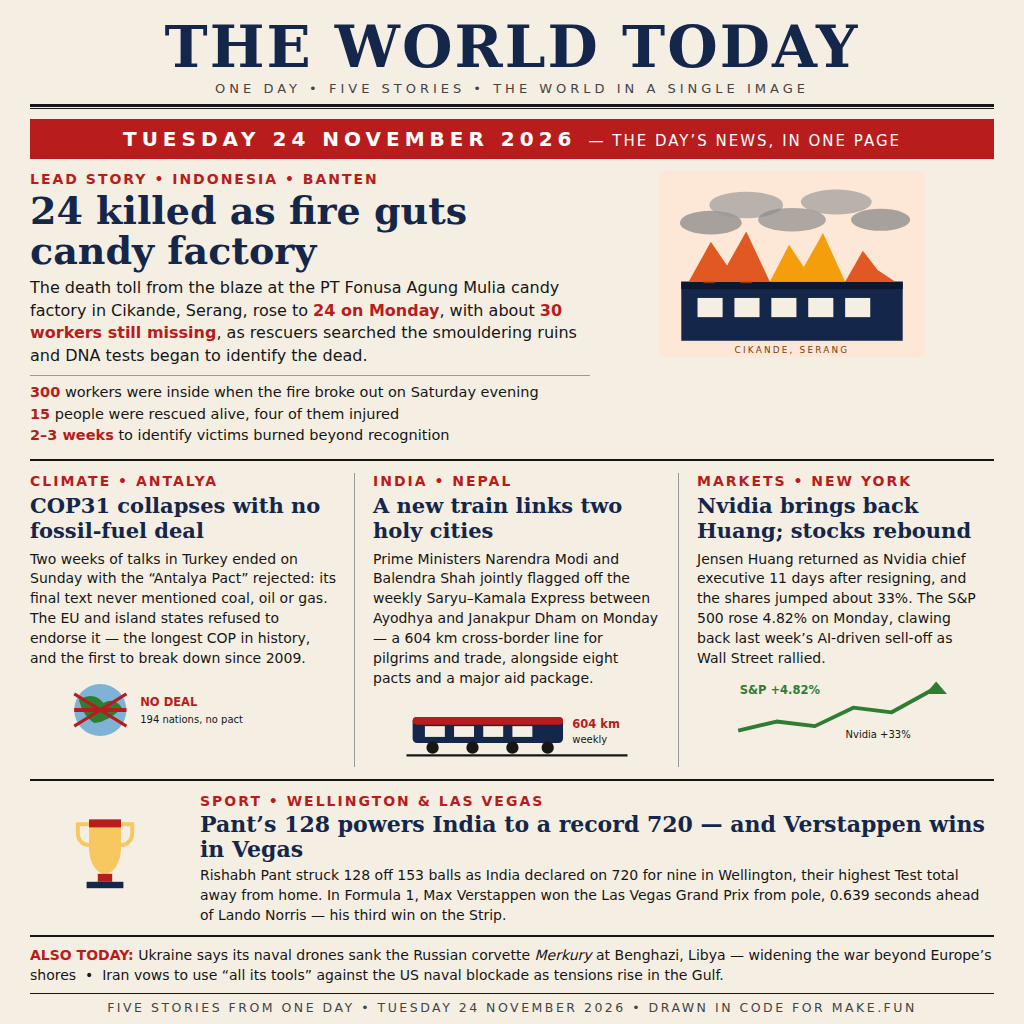 THE WORLD TODAY
ONE DAY • FIVE STORIES • THE WORLD IN A SINGLE IMAGE
TUESDAY 24 NOVEMBER 2026 — THE DAY’S NEWS, IN ONE PAGE
LEAD STORY • INDONESIA • BANTEN
24 killed as fire guts
candy factory
The death toll from the blaze at the PT Fonusa Agung Mulia candy
factory in Cikande, Serang, rose to 24 on Monday, with about 30
workers still missing, as rescuers searched the smouldering ruins
and DNA tests began to identify the dead.
300 workers were inside when the fire broke out on Saturday evening
15 people were rescued alive, four of them injured
2–3 weeks to identify victims burned beyond recognition
CIKANDE, SERANG
CLIMATE • ANTALYA
COP31 collapses with no
fossil-fuel deal
Two weeks of talks in Turkey ended on
Sunday with the “Antalya Pact” rejected: its
final text never mentioned coal, oil or gas.
The EU and island states refused to
endorse it — the longest COP in history,
and the first to break down since 2009.
NO DEAL
194 nations, no pact
INDIA • NEPAL
A new train links two
holy cities
Prime Ministers Narendra Modi and
Balendra Shah jointly flagged off the
weekly Saryu–Kamala Express between
Ayodhya and Janakpur Dham on Monday
— a 604 km cross-border line for
pilgrims and trade, alongside eight
pacts and a major aid package.
604 km
weekly
MARKETS • NEW YORK
Nvidia brings back
Huang; stocks rebound
Jensen Huang returned as Nvidia chief
executive 11 days after resigning, and
the shares jumped about 33%. The S&P
500 rose 4.82% on Monday, clawing
back last week’s AI-driven sell-off as
Wall Street rallied.
S&P +4.82%
Nvidia +33%
SPORT • WELLINGTON & LAS VEGAS
Pant’s 128 powers India to a record 720 — and Verstappen wins
in Vegas
Rishabh Pant struck 128 off 153 balls as India declared on 720 for nine in Wellington, their highest Test total
away from home. In Formula 1, Max Verstappen won the Las Vegas Grand Prix from pole, 0.639 seconds ahead
of Lando Norris — his third win on the Strip.
ALSO TODAY: Ukraine says its naval drones sank the Russian corvette Merkury at Benghazi, Libya — widening the war beyond Europe’s
shores • Iran vows to use “all its tools” against the US naval blockade as tensions rise in the Gulf.
FIVE STORIES FROM ONE DAY • TUESDAY 24 NOVEMBER 2026 • DRAWN IN CODE FOR MAKE.FUN